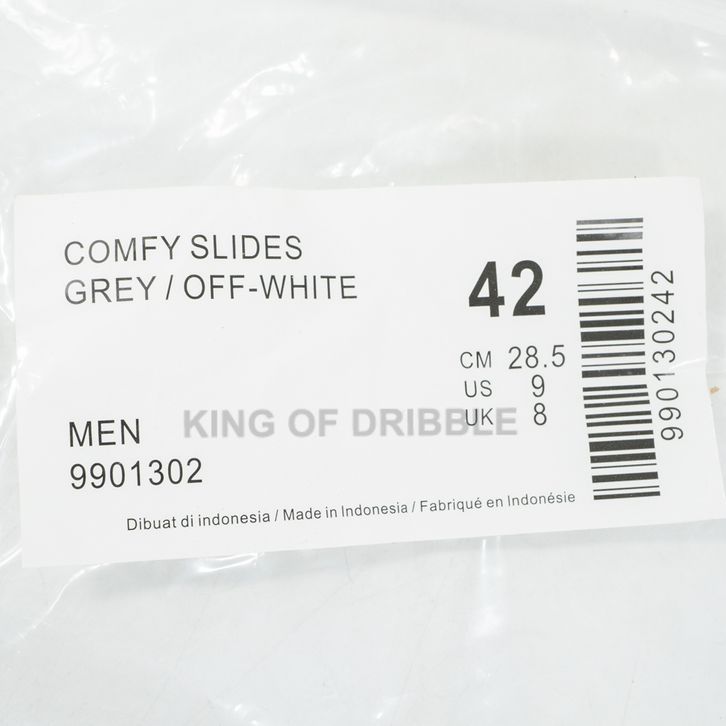 COMFY SLIDES
GREY / OFF-WHITE
42
CM 28.5
US 9
UK 8
MEN
9901302
KING OF DRIBBLE
Dibuat di indonesia / Made in Indonesia / Fabriqué en Indonésie
990130242